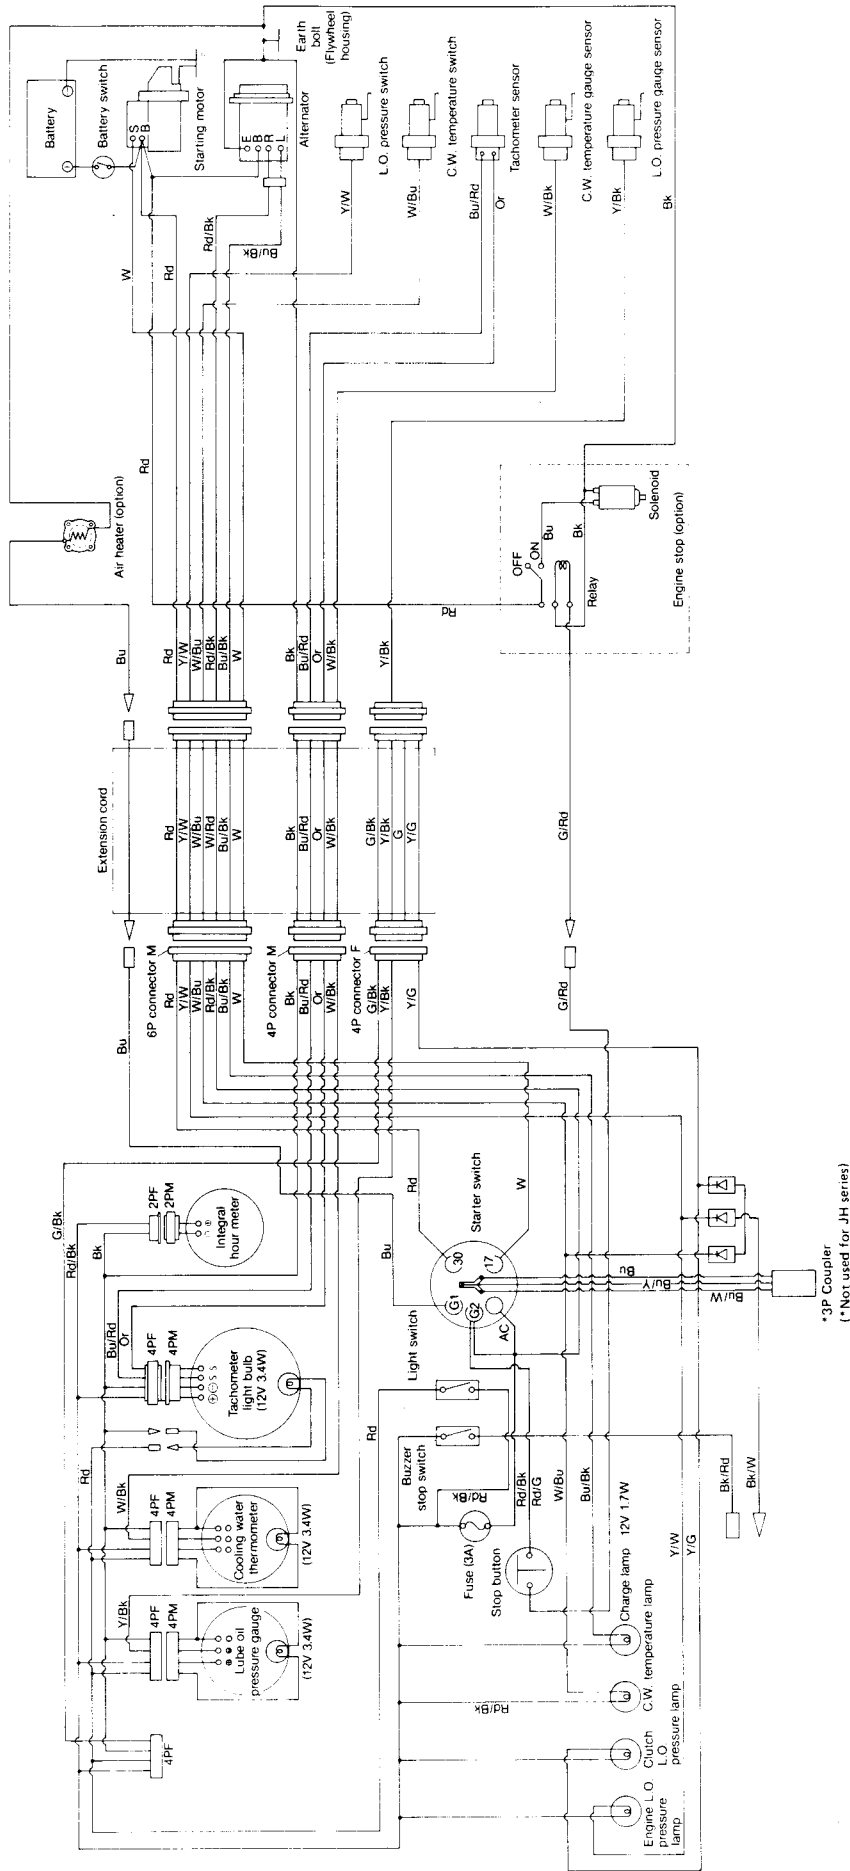 Battery
Battery switch
S
B
Starting motor
Earth
bolt
(Flywheel
housing)
E
B
R
L
Alternator
L.O. pressure switch
C.W. temperature switch
Tachometer sensor
C.W. temperature gauge sensor
L.O. pressure gauge sensor
Y/W
W/Bu
Bu/Rd
Or
W/Bk
Y/Bk
Bk
W
Rd
Rd/Bk
Bu/Bk
Rd
Air heater (option)
Bu
Rd
Y/W
W/Bu
Rd/Bk
Bu/Bk
W
Bk
Bu/Rd
Or
W/Bk
Y/Bk
Rd
OFF
ON
Bu
Bk
Solenoid
Relay
Engine stop (option)
Extension cord
Rd
Y/W
W/Bu
W/Rd
Bu/Bk
W
Bk
Bu/Rd
Or
W/Bk
G/Bk
Y/Bk
G
Y/G
G/Rd
6P connector M
4P connector M
4P connector F
Bu
Rd
Y/W
W/Bu
Rd/Bk
Bu/Bk
W
Bk
Bu/Rd
Or
W/Bk
G/Bk
Y/Bk
Y/G
G/Rd
G/Bk
Rd/Bk
Bk
2PF
2PM
Integral
hour meter
Rd
Starter switch
W
30
17
G1
G2
AC
Bu
Bu
Bu/Y
Bu/W
*3P Coupler
(*Not used for JH series)
Bu/Rd
Or
4PF
4PM
S S
Tachometer
light bulb
(12V 3.4W)
Light switch
Rd
Rd
Buzzer
stop switch
Rd/Bk
W/Bk
4PF
4PM
Cooling water
thermometer
(12V 3.4W)
Fuse (3A)
Rd/Bk
Rd/G
W/Bu
Bu/Bk
Bk/Rd
Bk/W
Y/W
Y/G
Stop button
Y/Bk
4PF
4PM
Lube oil
pressure gauge
(12V 3.4W)
Charge lamp 12V 1.7W
C.W. temperature lamp
Rd/Bk
Clutch
L.O.
pressure lamp
Engine L.O.
pressure
lamp
4PF